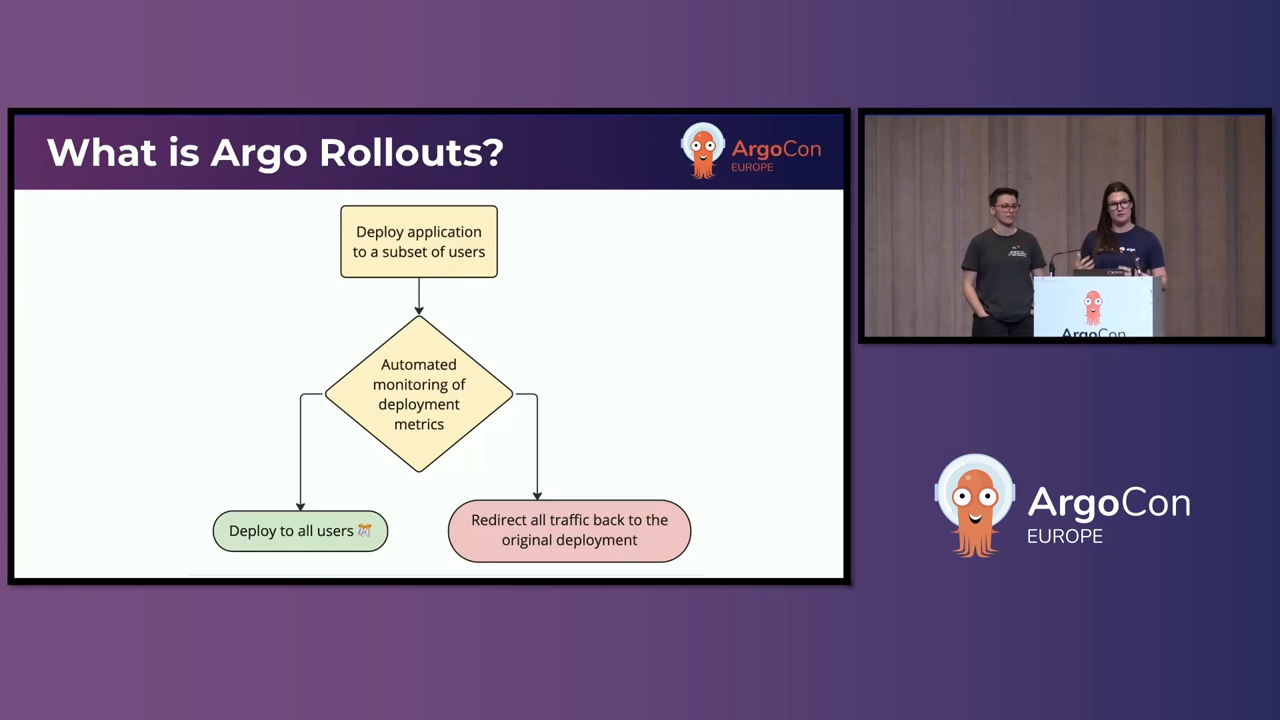 What is Argo Rollouts?
ArgoCon
EUROPE
Deploy application
to a subset of users
Automated
monitoring of
deployment
metrics
Deploy to all users 🎊
Redirect all traffic back to the
original deployment
argo
ArgoCon
ArgoCon
EUROPE